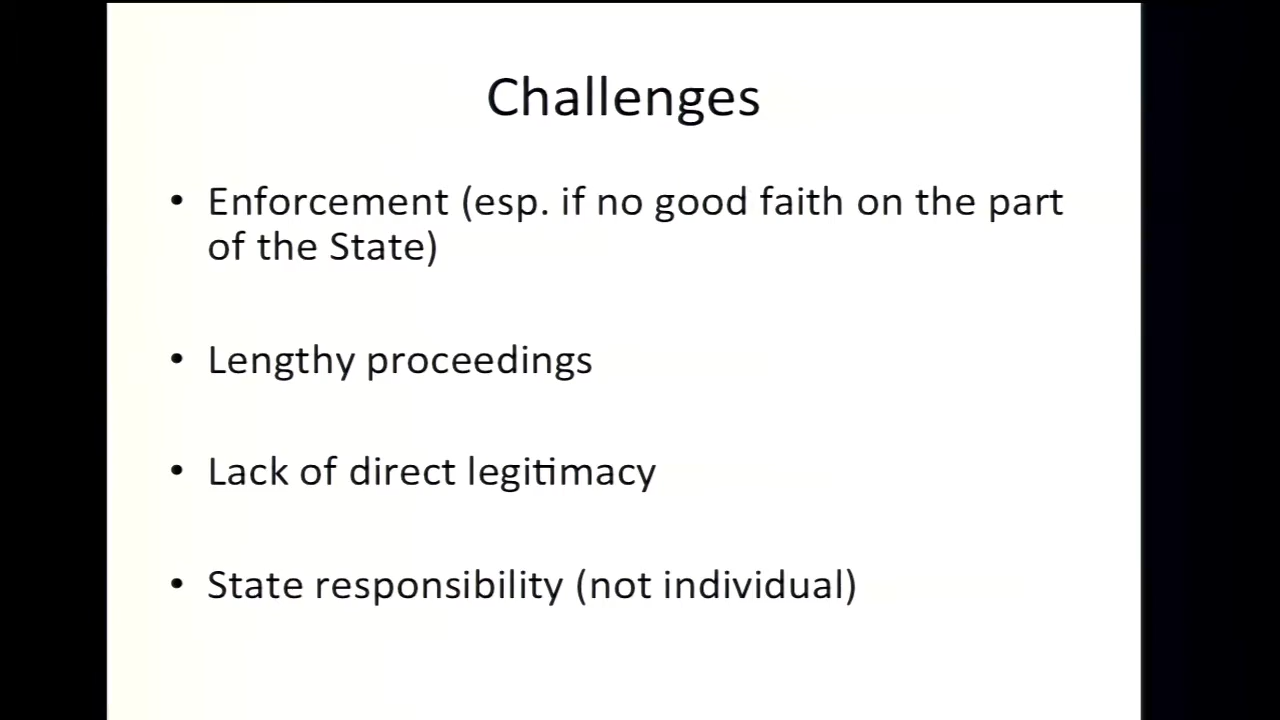 Challenges
• Enforcement (esp. if no good faith on the part
of the State)
• Lengthy proceedings
• Lack of direct legitimacy
• State responsibility (not individual)